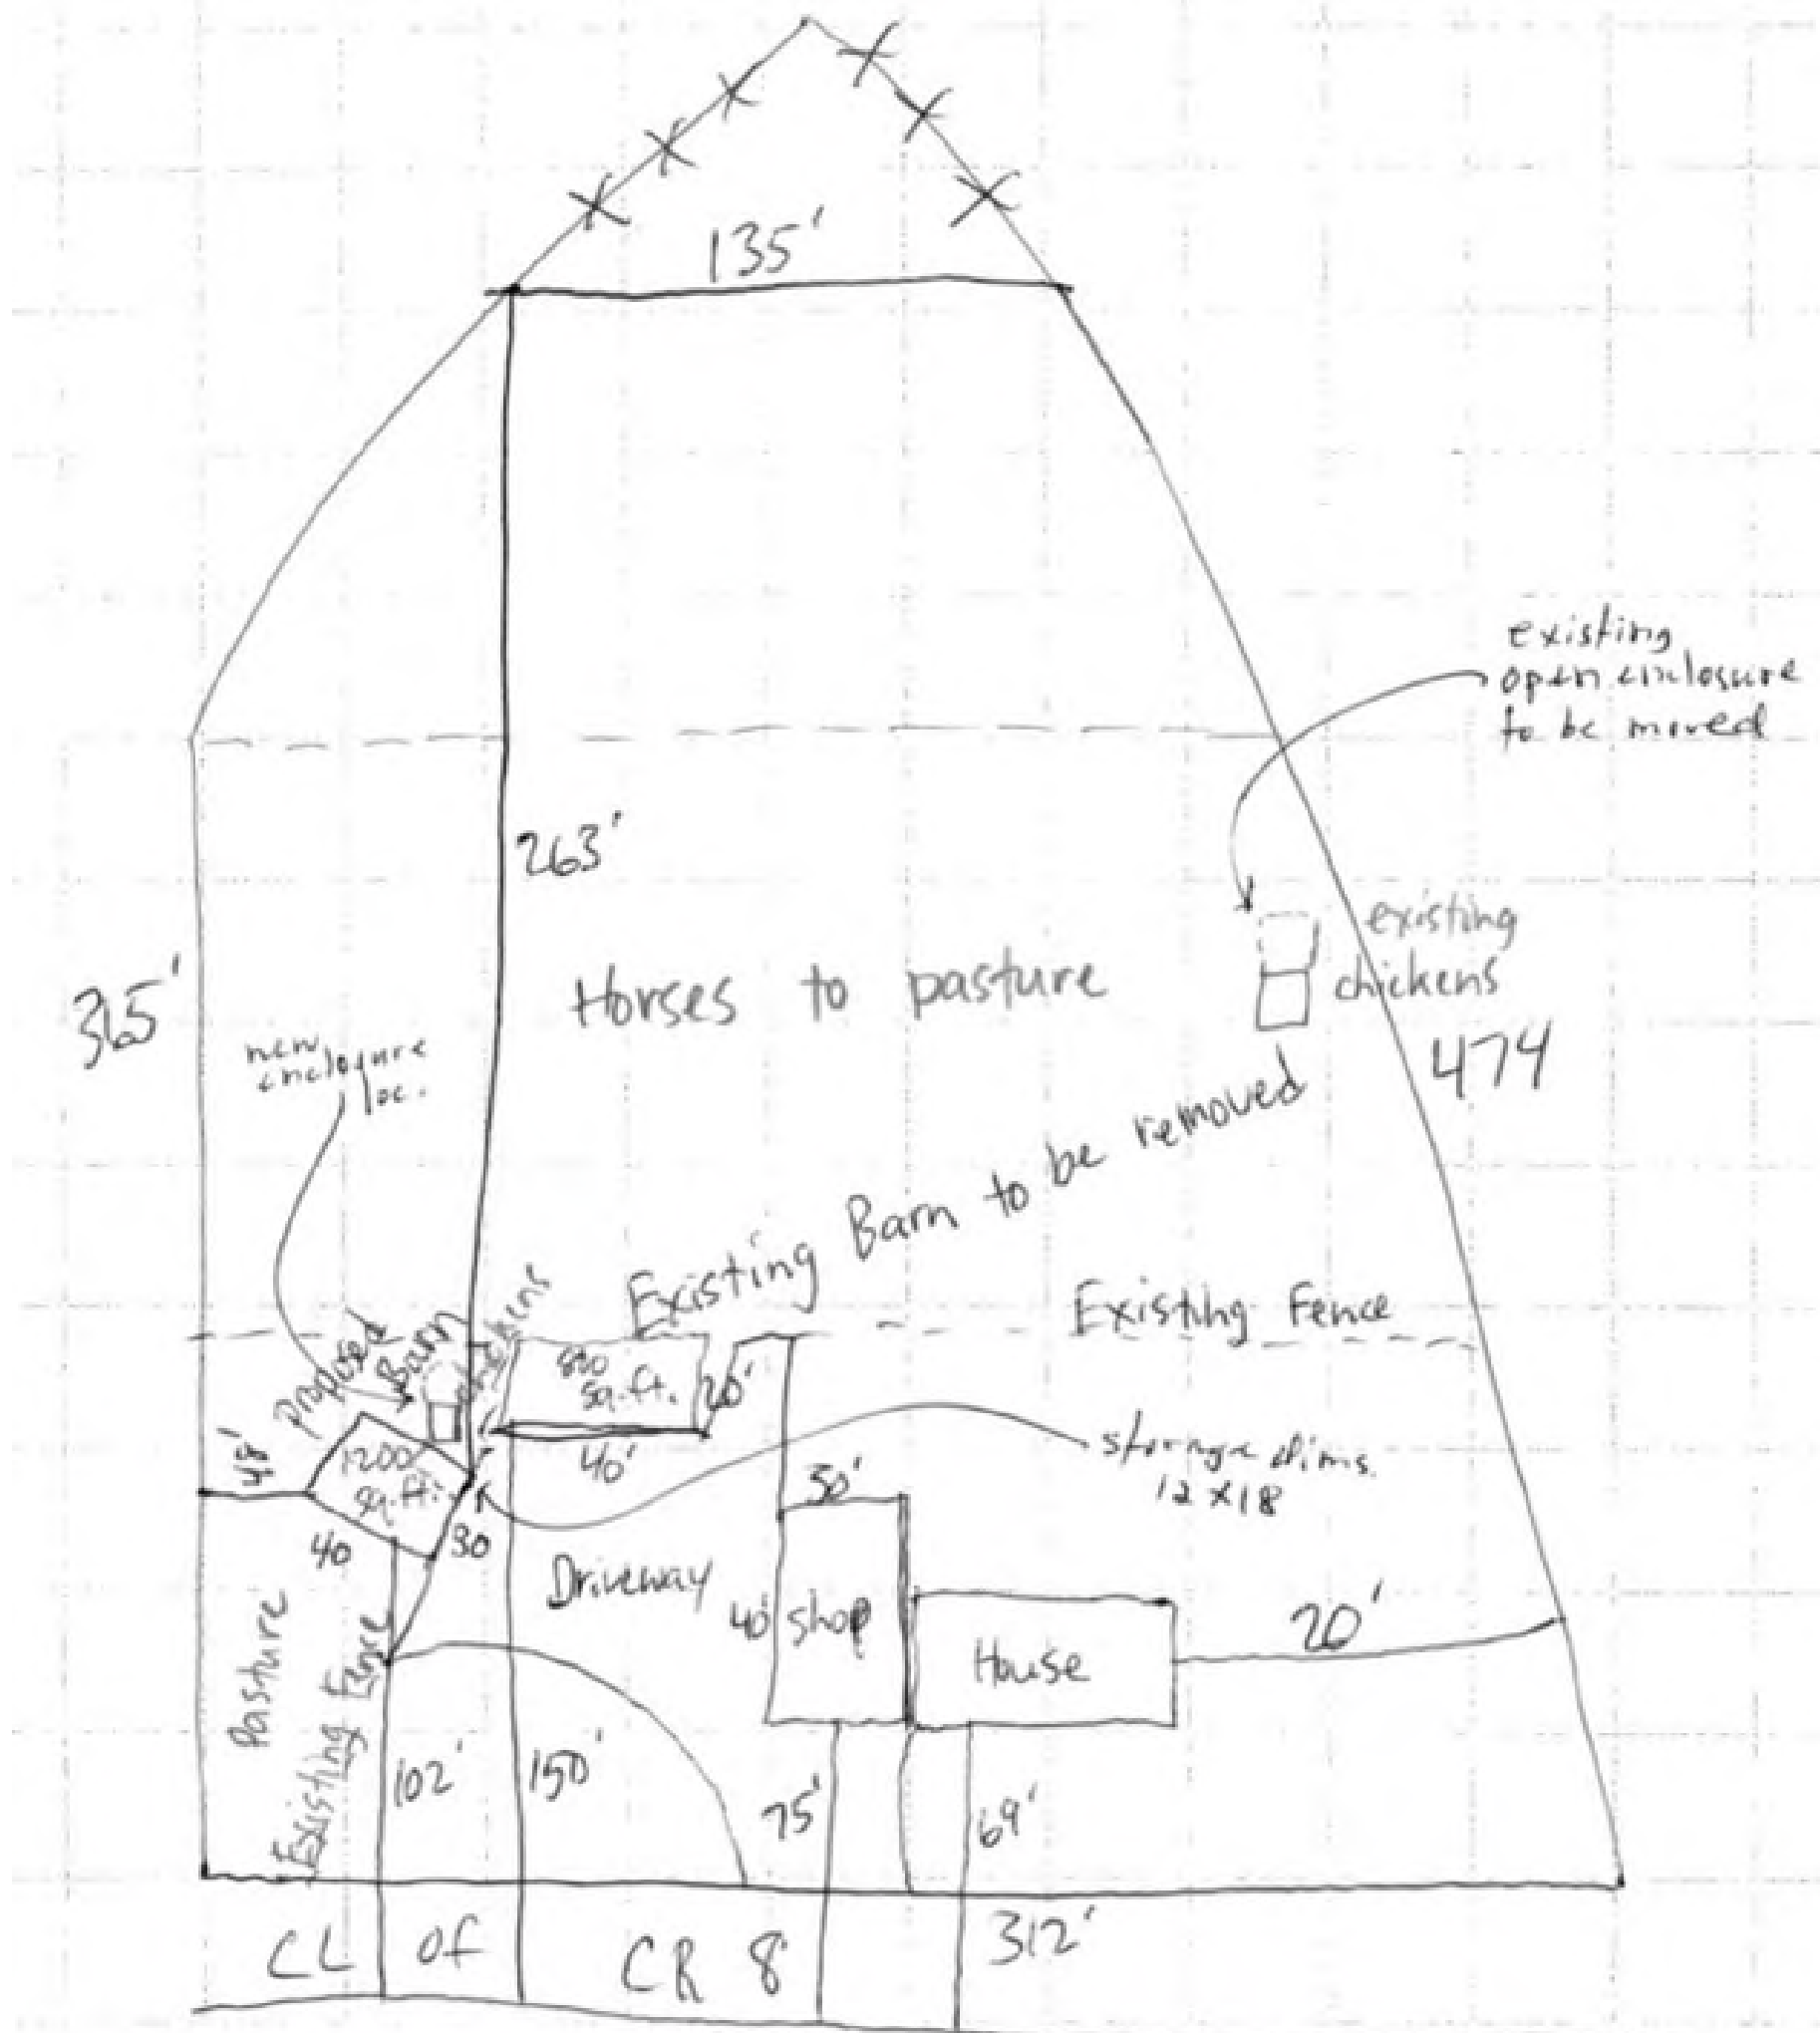 135'
existing
open enclosure
to be moved
263'
365'
Horses to pasture
existing
chickens
474
new
enclosure
loc.
Existing Barn to be removed
Existing Fence
Proposed
Barn
chickens
800
sq.ft.
20'
48'
1200
sq.ft.
40'
storage dims.
12 x 18
50'
40
30
Driveway
40'
shop
House
20'
Pasture
Existing Fence
102'
150'
75'
69'
CL of CR 8
312'